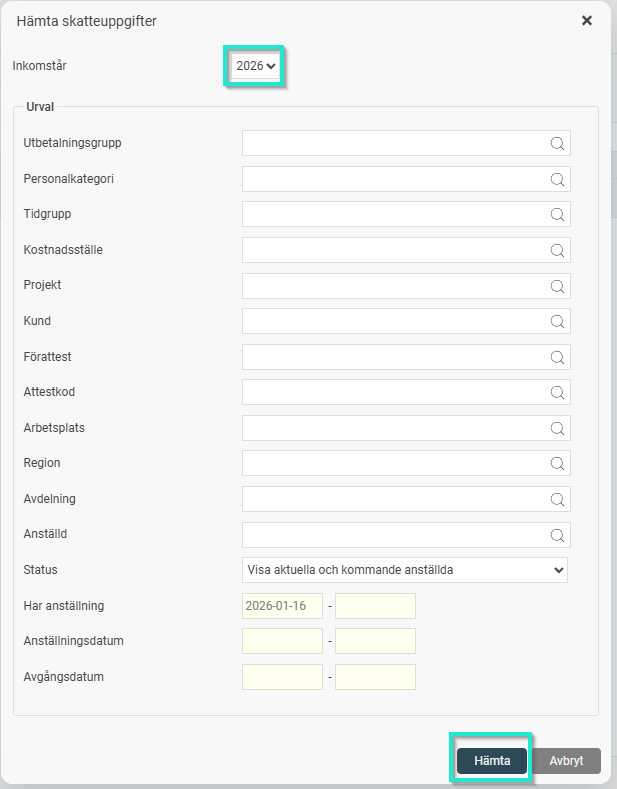 Hämta skatteuppgifter
Inkomstår 2026
Urval
Utbetalningsgrupp
Personalkategori
Tidgrupp
Kostnadsställe
Projekt
Kund
Förattest
Attestkod
Arbetsplats
Region
Avdelning
Anställd
Status Visa aktuella och kommande anställda
Har anställning 2026-01-16 -
Anställningsdatum -
Avgångsdatum -
Hämta Avbryt